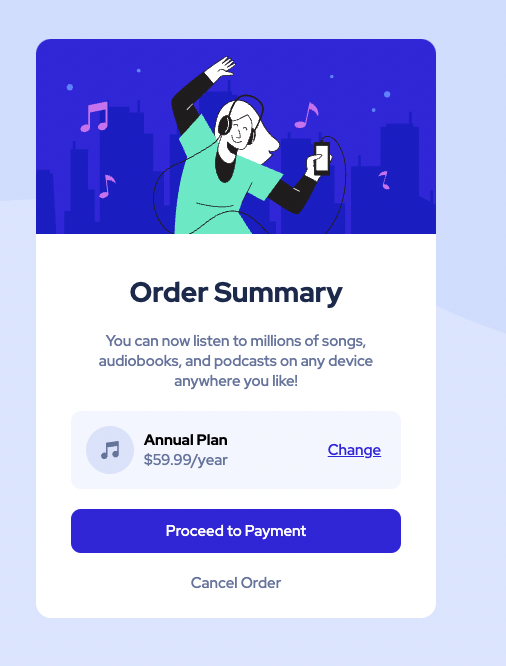 Order Summary
You can now listen to millions of songs,
audiobooks, and podcasts on any device
anywhere you like!
Annual Plan
$59.99/year
Change
Proceed to Payment
Cancel Order